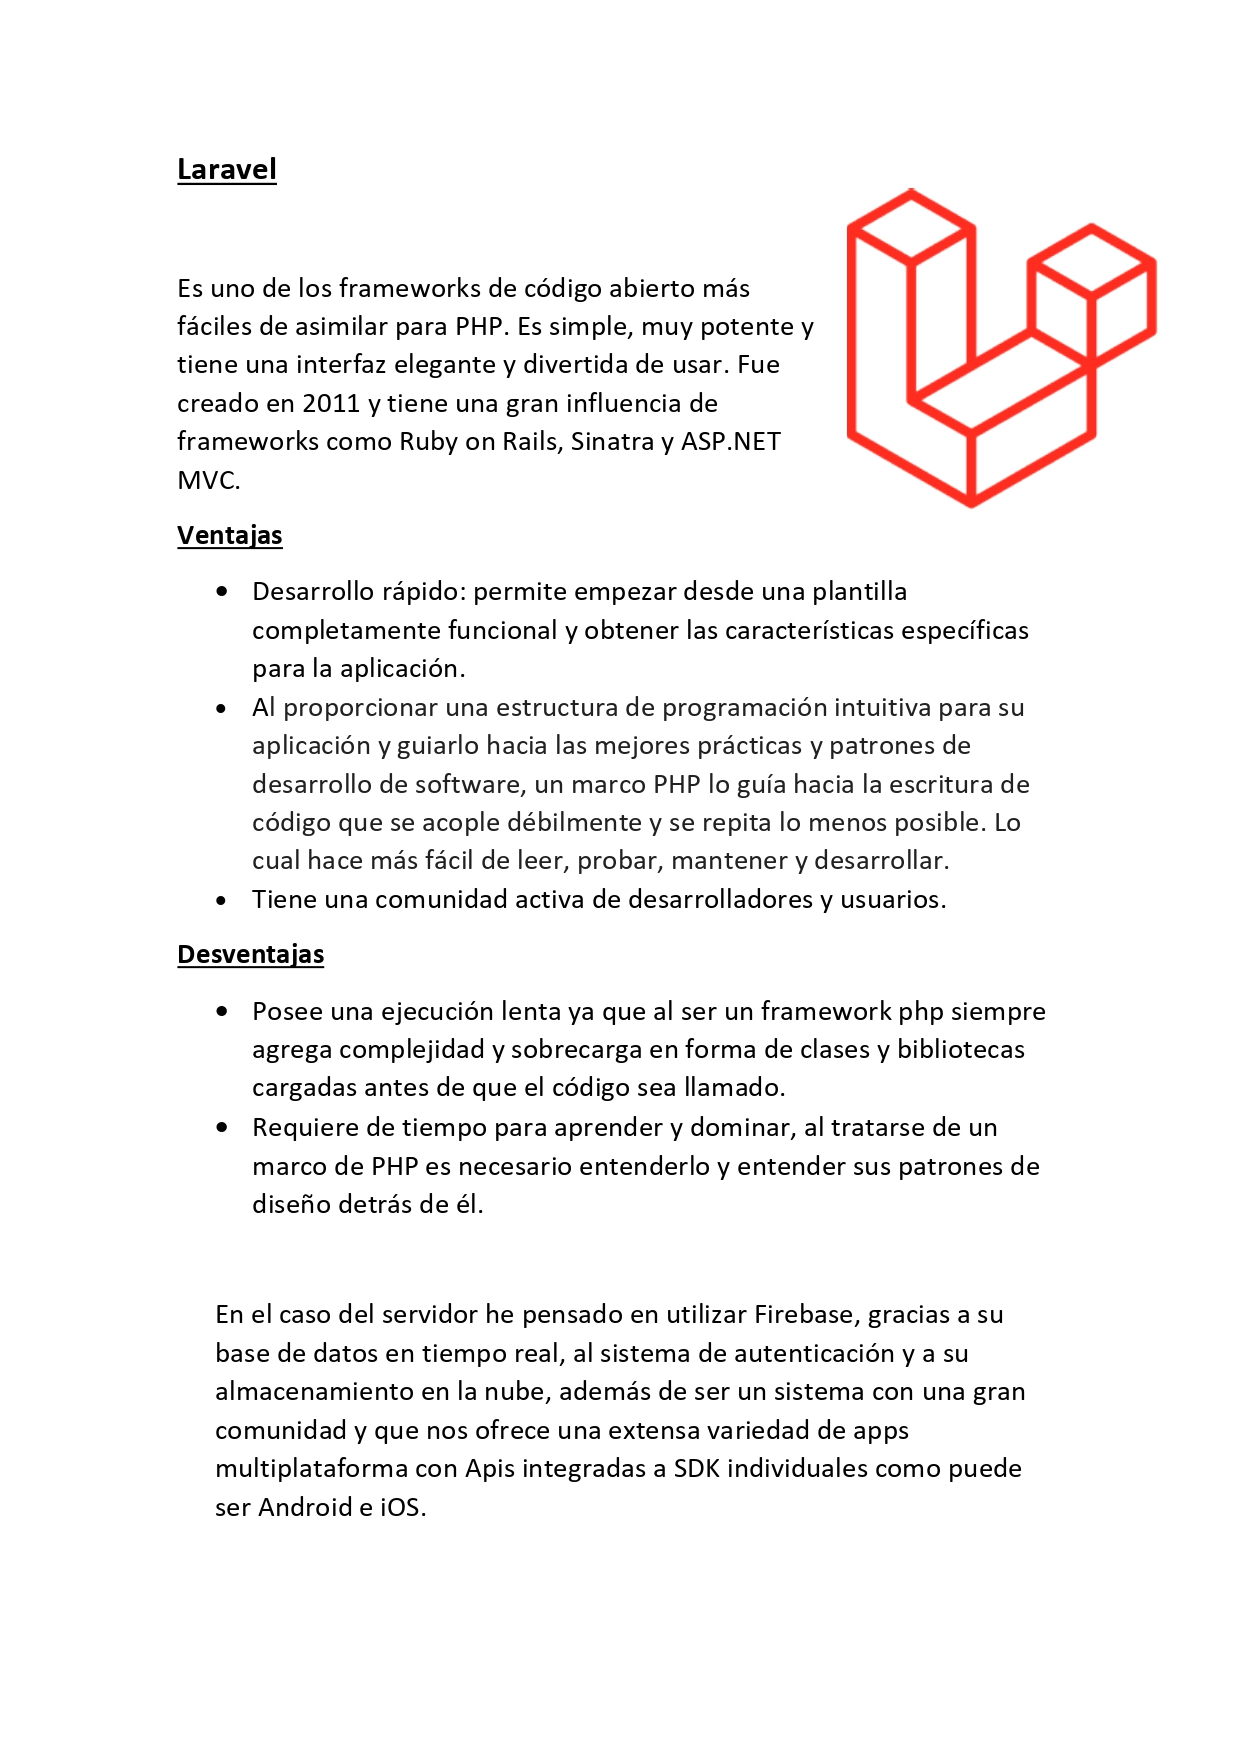 Laravel
Es uno de los frameworks de código abierto más
fáciles de asimilar para PHP. Es simple, muy potente y
tiene una interfaz elegante y divertida de usar. Fue
creado en 2011 y tiene una gran influencia de
frameworks como Ruby on Rails, Sinatra y ASP.NET
MVC.
Ventajas
• Desarrollo rápido: permite empezar desde una plantilla
completamente funcional y obtener las características específicas
para la aplicación.
• Al proporcionar una estructura de programación intuitiva para su
aplicación y guiarlo hacia las mejores prácticas y patrones de
desarrollo de software, un marco PHP lo guía hacia la escritura de
código que se acople débilmente y se repita lo menos posible. Lo
cual hace más fácil de leer, probar, mantener y desarrollar.
• Tiene una comunidad activa de desarrolladores y usuarios.
Desventajas
• Posee una ejecución lenta ya que al ser un framework php siempre
agrega complejidad y sobrecarga en forma de clases y bibliotecas
cargadas antes de que el código sea llamado.
• Requiere de tiempo para aprender y dominar, al tratarse de un
marco de PHP es necesario entenderlo y entender sus patrones de
diseño detrás de él.
En el caso del servidor he pensado en utilizar Firebase, gracias a su
base de datos en tiempo real, al sistema de autenticación y a su
almacenamiento en la nube, además de ser un sistema con una gran
comunidad y que nos ofrece una extensa variedad de apps
multiplataforma con Apis integradas a SDK individuales como puede
ser Android e iOS.